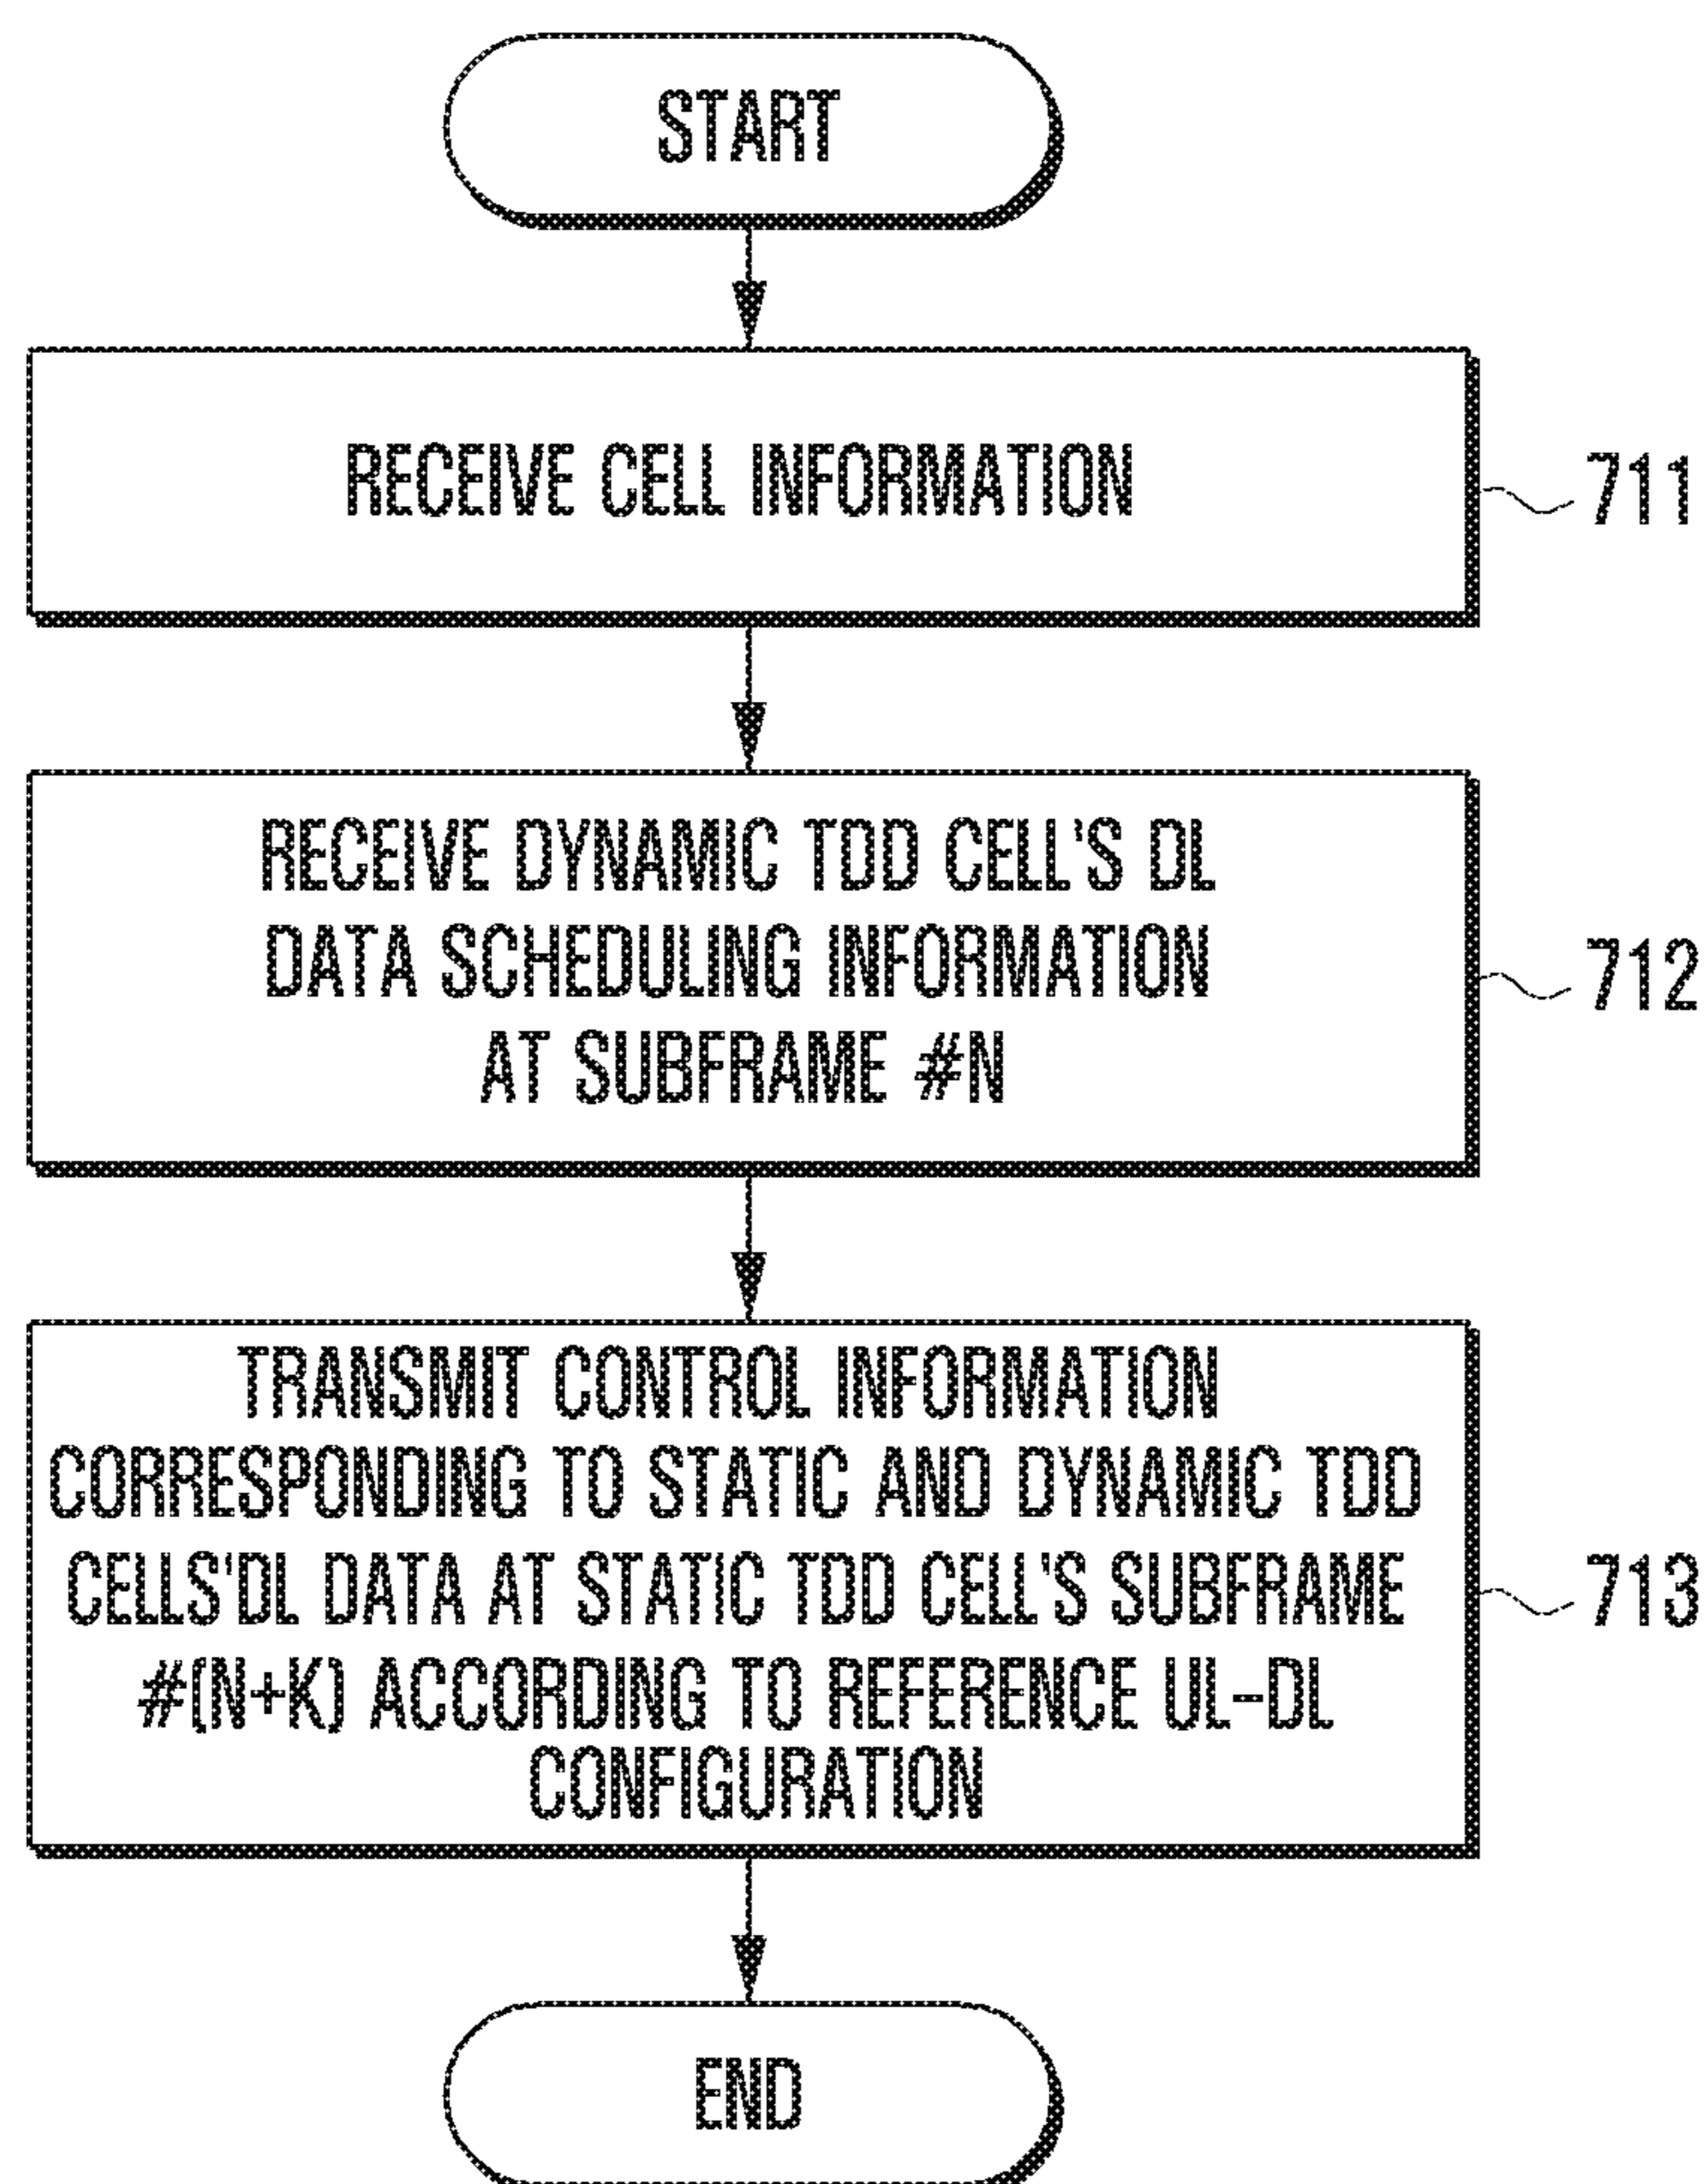 START
RECEIVE CELL INFORMATION
711
RECEIVE DYNAMIC TDD CELL'S DL
DATA SCHEDULING INFORMATION
AT SUBFRAME #N
712
TRANSMIT CONTROL INFORMATION
CORRESPONDING TO STATIC AND DYNAMIC TDD
CELLS'DL DATA AT STATIC TDD CELL'S SUBFRAME
#(N+K) ACCORDING TO REFERENCE UL-DL
CONFIGURATION
713
END